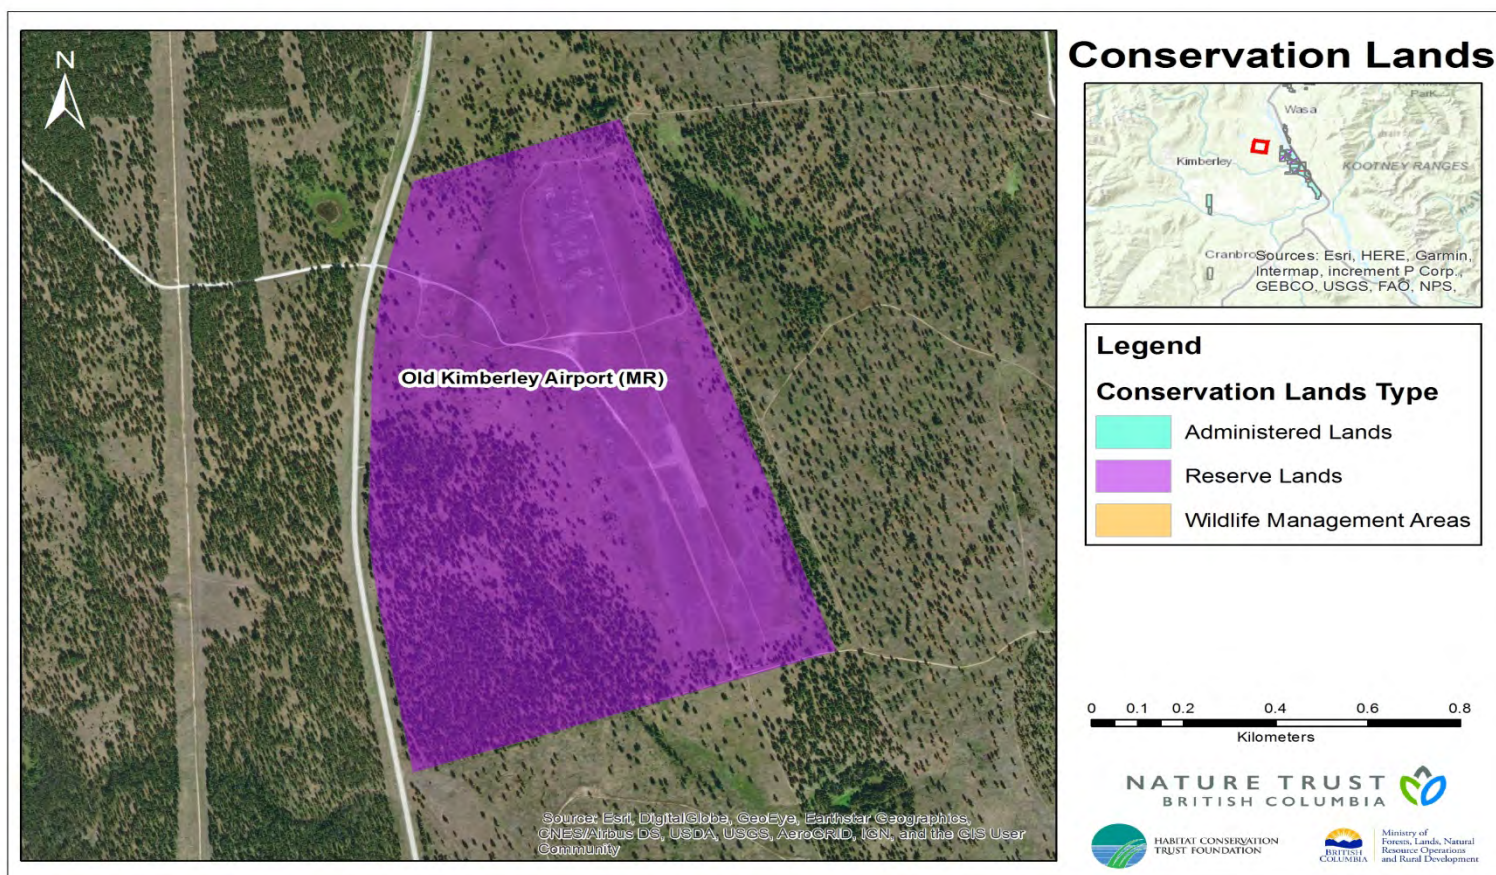 N
Old Kimberley Airport (MR)
Source: Esri, DigitalGlobe, GeoEye, Earthstar Geographics,
CNES/Airbus DS, USDA, USGS, AeroGRID, IGN, and the GIS User
Community
Conservation Lands
Park
Wasa
Kimberley
KOOTNEY RANGES
Cranbro
Sources: Esri, HERE, Garmin,
Intermap, increment P Corp.,
GEBCO, USGS, FAO, NPS,
Legend
Conservation Lands Type
Administered Lands
Reserve Lands
Wildlife Management Areas
0 0.1 0.2 0.4 0.6 0.8
Kilometers
NATURE TRUST
BRITISH COLUMBIA
HABITAT CONSERVATION
TRUST FOUNDATION
BRITISH
COLUMBIA
Ministry of
Forests, Lands, Natural
Resource Operations
and Rural Development